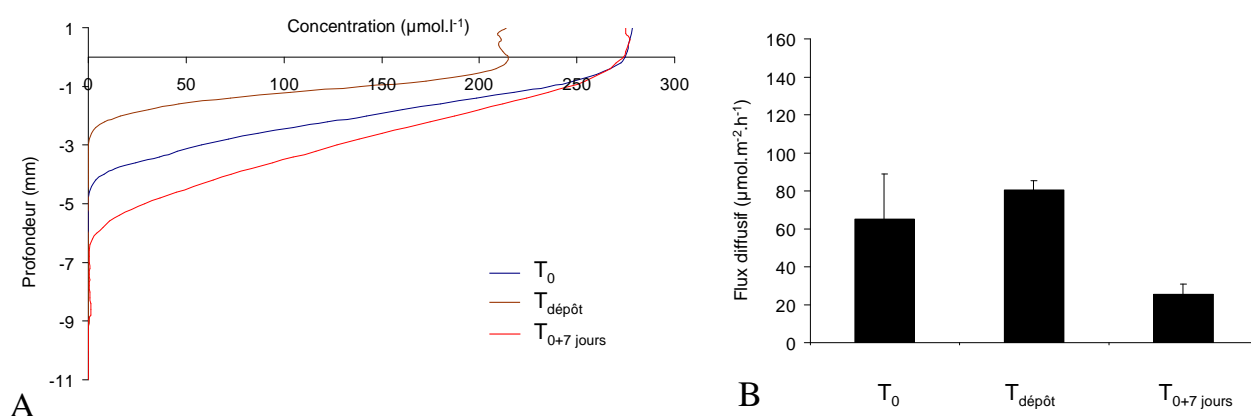 Concentration (µmol.l-1)
1
0 50 100 150 200 250 300
-1
-3
-5
-7
-9
-11
Profondeur (mm)
T0
Tdépôt
T0+7 jours
A
160
140
120
100
80
60
40
20
0
Flux diffusif (µmol.m-2.h-1)
T0 Tdépôt T0+7 jours
B